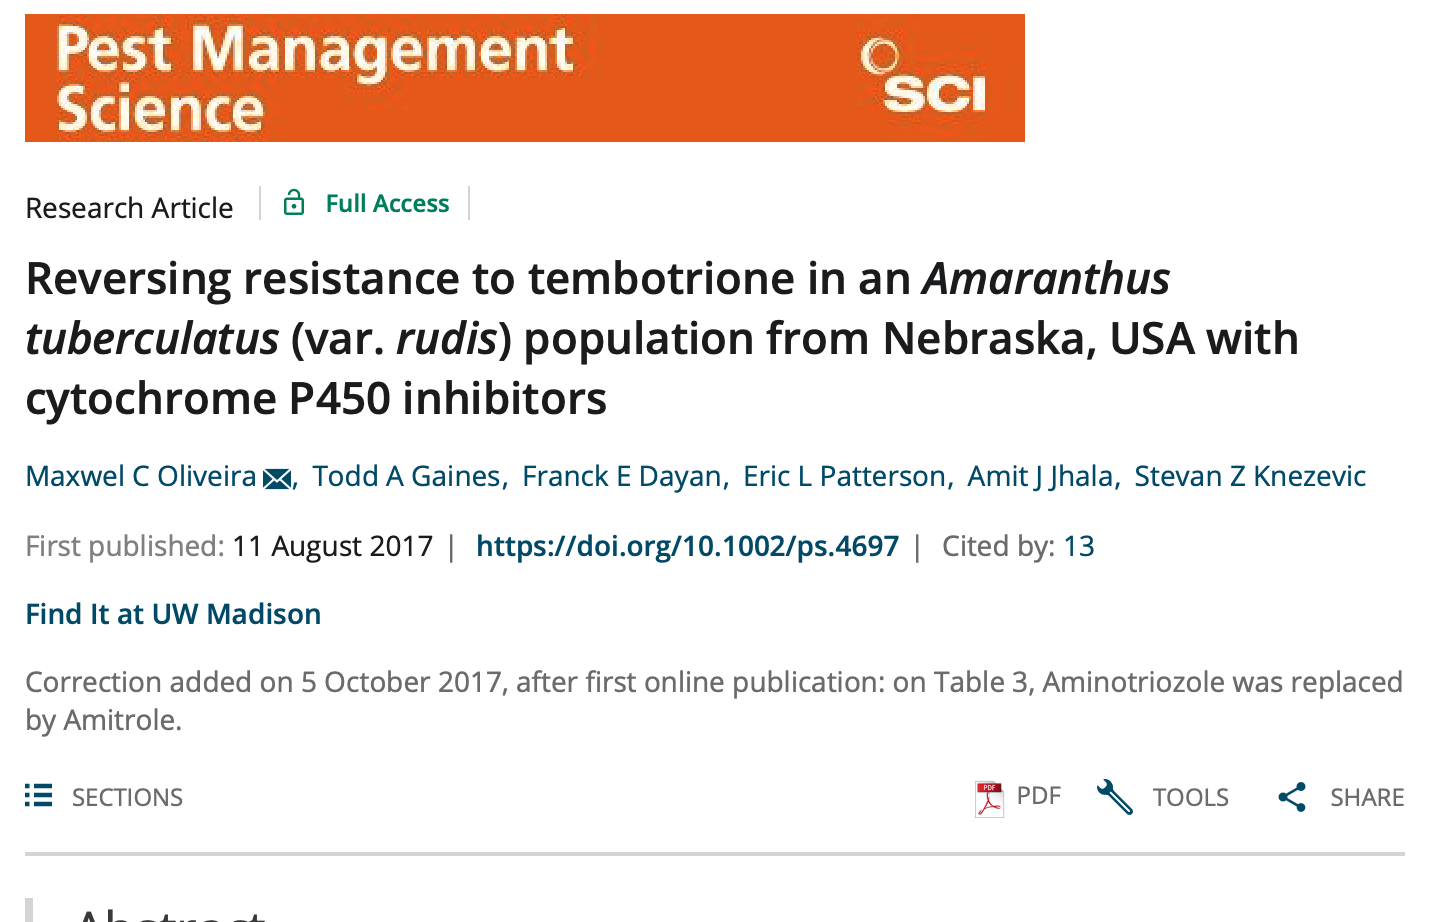 Pest Management
Science
SCI
Research Article
Full Access
Reversing resistance to tembotrione in an Amaranthus
tuberculatus (var. rudis) population from Nebraska, USA with
cytochrome P450 inhibitors
Maxwel C Oliveira, Todd A Gaines, Franck E Dayan, Eric L Patterson, Amit J Jhala, Stevan Z Knezevic
First published: 11 August 2017 | https://doi.org/10.1002/ps.4697 | Cited by: 13
Find It at UW Madison
Correction added on 5 October 2017, after first online publication: on Table 3, Aminotriozole was replaced
by Amitrole.
SECTIONS
PDF
PDF
TOOLS
SHARE
Abstract